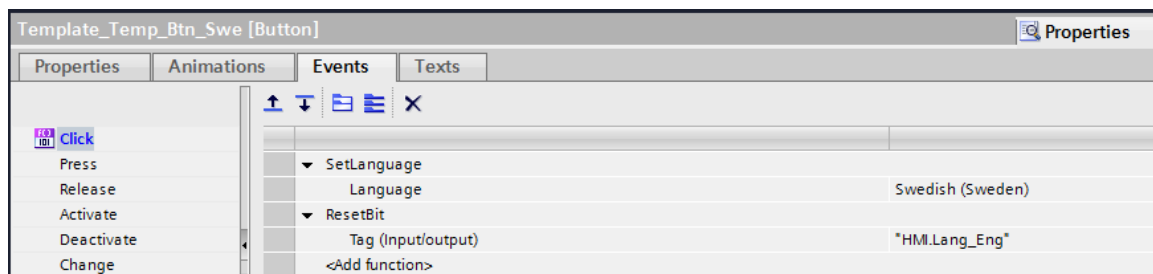 Template_Temp_Btn_Swe [Button]
Properties
Properties Animations Events Texts
Click
Press
Release
Activate
Deactivate
Change
SetLanguage
Language Swedish (Sweden)
ResetBit
Tag (Input/output) "HMI.Lang_Eng"
<Add function>